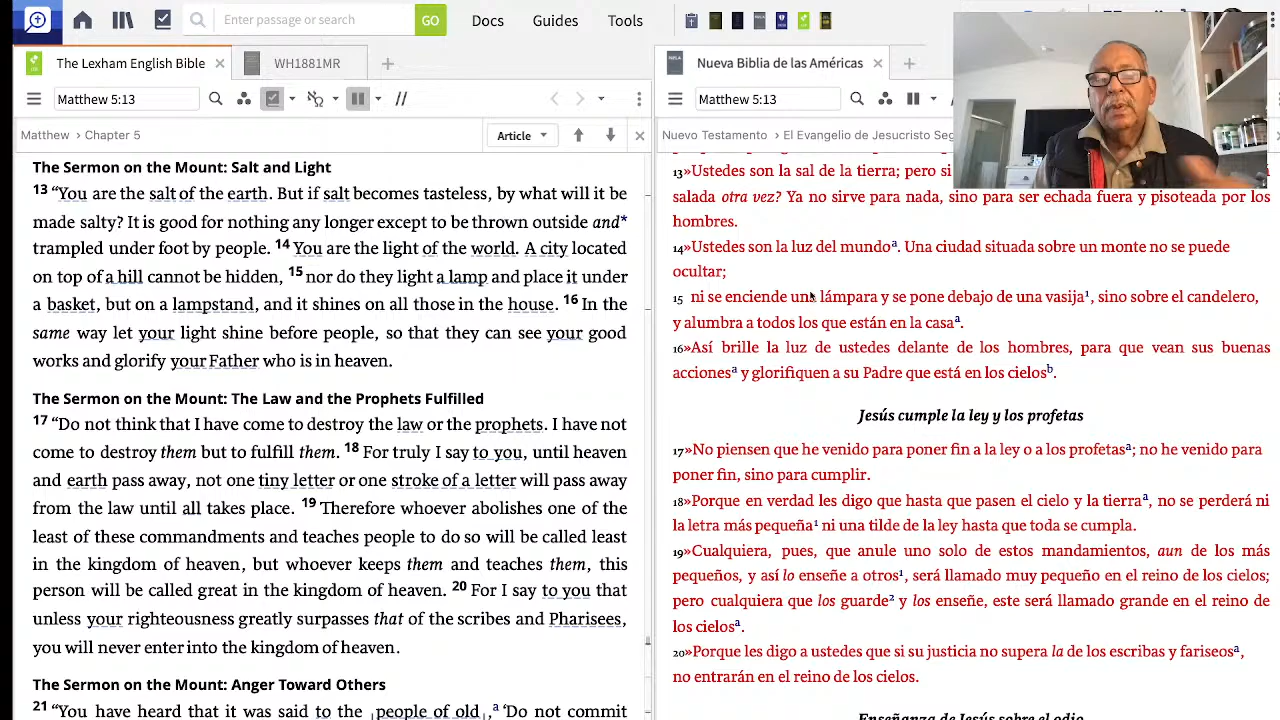 Enter passage or search
GO
Docs
Guides
Tools
The Lexham English Bible
WH1881MR
Matthew 5:13
Matthew > Chapter 5
Article
The Sermon on the Mount: Salt and Light
13 “You are the salt of the earth. But if salt becomes tasteless, by what will it be
made salty? It is good for nothing any longer except to be thrown outside and*
trampled under foot by people. 14 You are the light of the world. A city located
on top of a hill cannot be hidden, 15 nor do they light a lamp and place it under
a basket, but on a lampstand, and it shines on all those in the house. 16 In the
same way let your light shine before people, so that they can see your good
works and glorify your Father who is in heaven.
The Sermon on the Mount: The Law and the Prophets Fulfilled
17 “Do not think that I have come to destroy the law or the prophets. I have not
come to destroy them but to fulfill them. 18 For truly I say to you, until heaven
and earth pass away, not one tiny letter or one stroke of a letter will pass away
from the law until all takes place. 19 Therefore whoever abolishes one of the
least of these commandments and teaches people to do so will be called least
in the kingdom of heaven, but whoever keeps them and teaches them, this
person will be called great in the kingdom of heaven. 20 For I say to you that
unless your righteousness greatly surpasses that of the scribes and Pharisees,
you will never enter into the kingdom of heaven.
The Sermon on the Mount: Anger Toward Others
21 “You have heard that it was said to the people of old,a ‘Do not commit
Nueva Biblia de las Américas
Matthew 5:13
Nuevo Testamento > El Evangelio de Jesucristo Seg
13»Ustedes son la sal de la tierra; pero si
salada otra vez? Ya no sirve para nada, sino para ser echada fuera y pisoteada por los
hombres.
14»Ustedes son la luz del mundoa. Una ciudad situada sobre un monte no se puede
ocultar;
15 ni se enciende una lámpara y se pone debajo de una vasija1, sino sobre el candelero,
y alumbra a todos los que están en la casaa.
16»Así brille la luz de ustedes delante de los hombres, para que vean sus buenas
accionesa y glorifiquen a su Padre que está en los cielosb.
Jesús cumple la ley y los profetas
17»No piensen que he venido para poner fin a la ley o a los profetasa; no he venido para
poner fin, sino para cumplir.
18»Porque en verdad les digo que hasta que pasen el cielo y la tierraa, no se perderá ni
la letra más pequeña1 ni una tilde de la ley hasta que toda se cumpla.
19»Cualquiera, pues, que anule uno solo de estos mandamientos, aun de los más
pequeños, y así lo enseñe a otros1, será llamado muy pequeño en el reino de los cielos;
pero cualquiera que los guarde2 y los enseñe, este será llamado grande en el reino de
los cielosa.
20»Porque les digo a ustedes que si su justicia no supera la de los escribas y fariseosa,
no entrarán en el reino de los cielos.
Enseñanza de Jesús sobre el odio